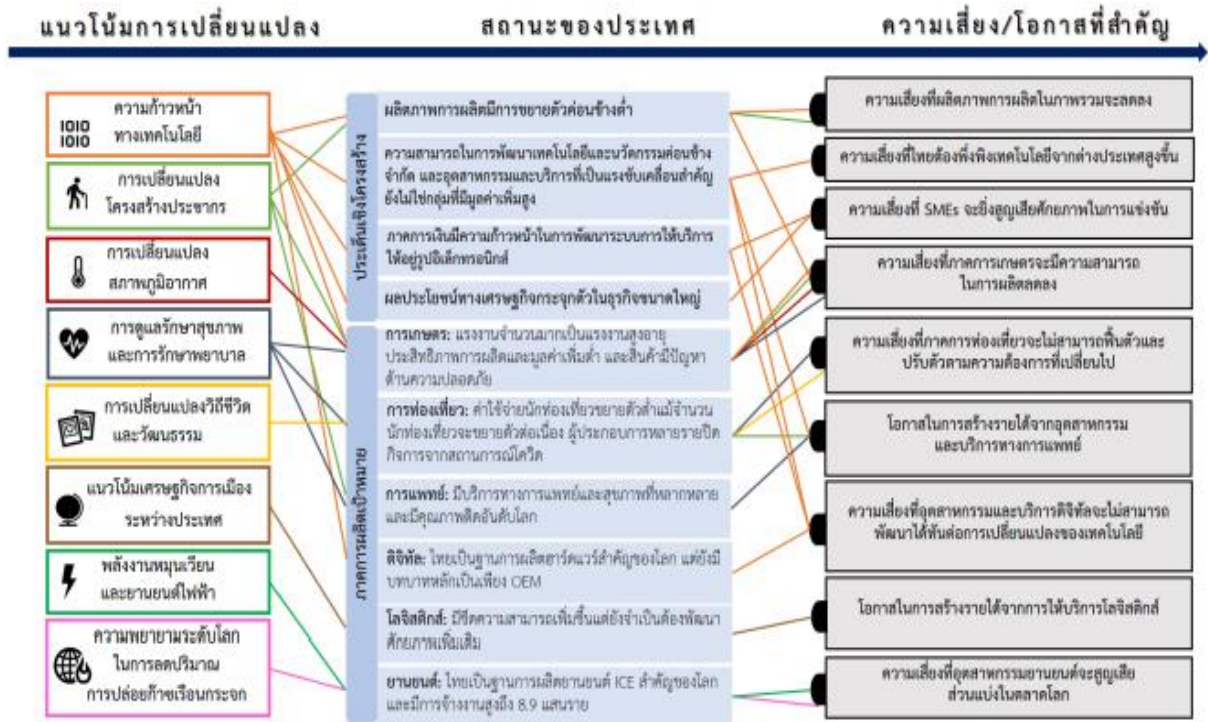 แนวโน้มการเปลี่ยนแปลง
สถานะของประเทศ
ความเสี่ยง/โอกาสที่สำคัญ
ความก้าวหน้า
ทางเทคโนโลยี
1010
1010
การเปลี่ยนแปลง
โครงสร้างประชากร
การเปลี่ยนแปลง
สภาพภูมิอากาศ
การดูแลรักษาสุขภาพ
และการรักษาพยาบาล
การเปลี่ยนแปลงวิถีชีวิต
และวัฒนธรรม
แนวโน้มเศรษฐกิจการเมือง
ระหว่างประเทศ
พลังงานหมุนเวียน
และยานยนต์ไฟฟ้า
ความพยายามระดับโลก
ในการลดปริมาณ
การปล่อยก๊าซเรือนกระจก
ประเด็นเชิงโครงสร้าง
ผลิตภาพการผลิตมีการขยายตัวค่อนข้างต่ำ
ความสามารถในการพัฒนาเทคโนโลยีและนวัตกรรมค่อนข้าง
จำกัด และอุตสาหกรรมและบริการที่เป็นแรงขับเคลื่อนสำคัญ
ยังไม่ใช่กลุ่มที่มีมูลค่าเพิ่มสูง
ภาคการเงินมีความก้าวหน้าในการพัฒนาระบบการให้บริการ
ให้อยู่รูปอิเล็กทรอนิกส์
ผลประโยชน์ทางเศรษฐกิจกระจุกตัวในธุรกิจขนาดใหญ่
ภาคการผลิตเป้าหมาย
การเกษตร: แรงงานจำนวนมากเป็นแรงงานสูงอายุ
ประสิทธิภาพการผลิตและมูลค่าเพิ่มต่ำ และสินค้ามีปัญหา
ด้านความปลอดภัย
การท่องเที่ยว: ค่าใช้จ่ายนักท่องเที่ยวขยายตัวต่ำแม้จำนวน
นักท่องเที่ยวจะขยายตัวต่อเนื่อง ผู้ประกอบการหลายรายปิด
กิจการจากสถานการณ์โควิด
การแพทย์: มีบริการทางการแพทย์และสุขภาพที่หลากหลาย
และมีคุณภาพติดอันดับโลก
ดิจิทัล: ไทยเป็นฐานการผลิตฮาร์ดแวร์สำคัญของโลก แต่ยังมี
บทบาทหลักเป็นเพียง OEM
โลจิสติกส์: มีขีดความสามารถเพิ่มขึ้นแต่ยังจำเป็นต้องพัฒนา
ศักยภาพเพิ่มเติม
ยานยนต์: ไทยเป็นฐานการผลิตยานยนต์ ICE สำคัญของโลก
และมีการจ้างงานสูงถึง 8.9 แสนราย
ความเสี่ยงที่ผลิตภาพการผลิตในภาพรวมจะลดลง
ความเสี่ยงที่ไทยต้องพึ่งพิงเทคโนโลยีจากต่างประเทศสูงขึ้น
ความเสี่ยงที่ SMEs จะยิ่งสูญเสียศักยภาพในการแข่งขัน
ความเสี่ยงที่ภาคการเกษตรจะมีความสามารถ
ในการผลิตลดลง
ความเสี่ยงที่ภาคการท่องเที่ยวจะไม่สามารถฟื้นตัวและ
ปรับตัวตามความต้องการที่เปลี่ยนไป
โอกาสในการสร้างรายได้จากอุตสาหกรรม
และบริการทางการแพทย์
ความเสี่ยงที่อุตสาหกรรมและบริการดิจิทัลจะไม่สามารถ
พัฒนาได้ทันต่อการเปลี่ยนแปลงของเทคโนโลยี
โอกาสในการสร้างรายได้จากการให้บริการโลจิสติกส์
ความเสี่ยงที่อุตสาหกรรมยานยนต์จะสูญเสีย
ส่วนแบ่งในตลาดโลก